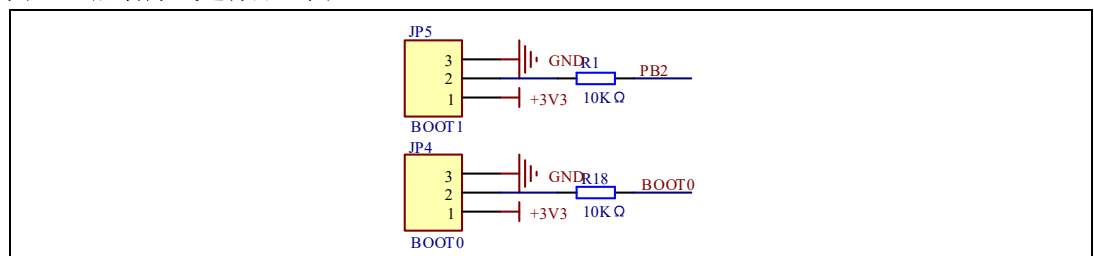 JP5
3
GND
R1
PB2
2
1
+3V3
10KΩ
BOOT1
JP4
3
GND
R18
BOOT0
2
1
+3V3
10KΩ
BOOT0